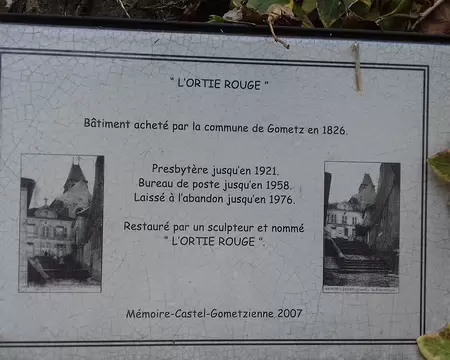 “ L'ORTIE ROUGE ”
Bâtiment acheté par la commune de Gometz en 1826.
Presbytère jusqu'en 1921.
Bureau de poste jusqu'en 1958.
Laissé à l'abandon jusqu'en 1976.
Restauré par un sculpteur et nommé
“ L'ORTIE ROUGE ”.
Mémoire-Castel-Gometzienne 2007